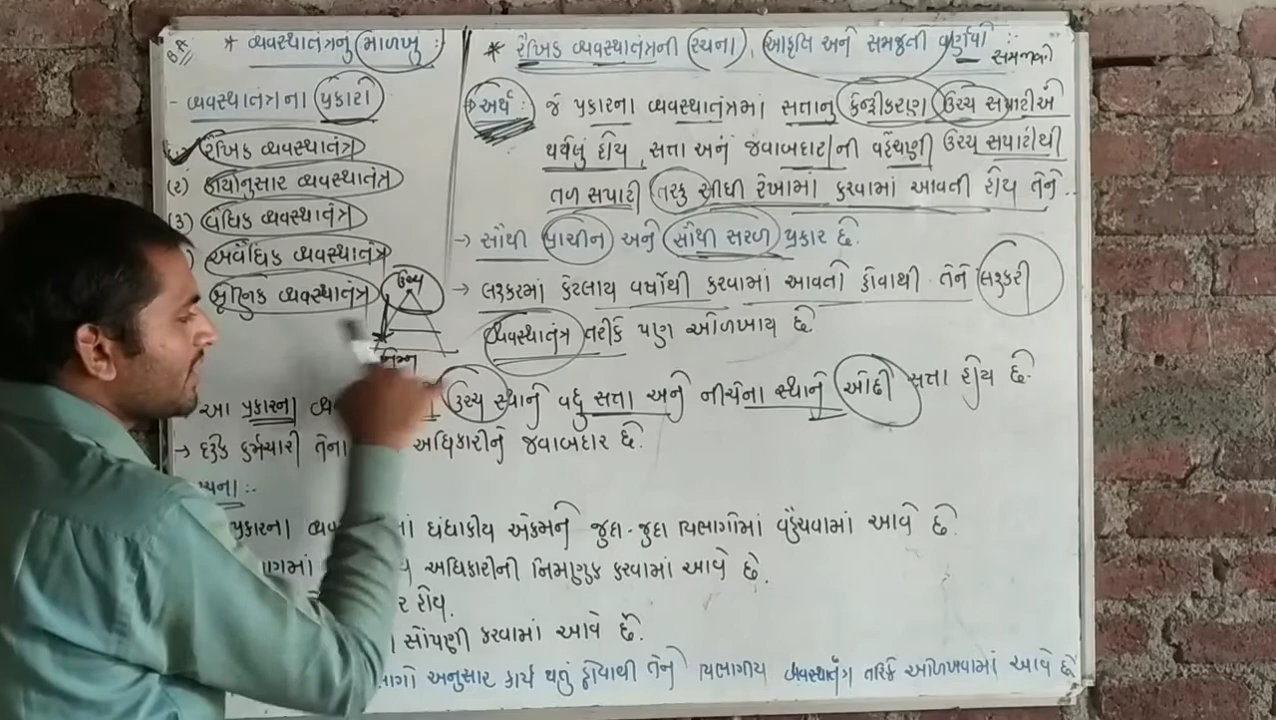 * વ્યવસ્થાતંત્રનું માળખુ :
- વ્યવસ્થાતંત્રના પ્રકારો
રૈખિક વ્યવસ્થાતંત્ર
(૨) કાર્યાનુસાર વ્યવસ્થાતંત્ર
(૩) વૈધિક વ્યવસ્થાતંત્ર
અવૈધિક વ્યવસ્થાતંત્ર
શ્રેણિક વ્યવસ્થાતંત્ર
ઉચ્ચ
નિમ્ન
* રૈખિક વ્યવસ્થાતંત્રની રચના, આકૃતિ અને સમજુતી વર્ણવો
સમજાવો
→ અર્થ : જે પ્રકારના વ્યવસ્થાતંત્રમાં સત્તાનુ કેન્દ્રીકરણ ઉચ્ચ સપાટીએ
થયેલું હોય, સત્તા અને જવાબદારીની વહેંચણી ઉચ્ચ સપાટીથી
તળ સપાટી તરફ સીધી રેખામાં કરવામાં આવતી હોય તેને
→ સૌથી પ્રાચીન અને સૌથી સરળ પ્રકાર છે.
→ લશ્કરમાં કેટલાય વર્ષોથી કરવામાં આવતો હોવાથી તેને લશ્કરી
વ્યવસ્થાતંત્ર તરીકે પણ ઓળખાય છે
આ પ્રકારના ઉચ્ચ સ્થાને વધુ સત્તા અને નીચેના સ્થાને ઓછી સત્તા હોય છે.
→ દરેક કર્મચારી તેના અધિકારીને જવાબદાર છે.
પ્રકારના ધંધાકીય એકમને જુદા-જુદા વિભાગોમાં વહેંચવામાં આવે છે.
અધિકારીની નિમણુક કરવામાં આવે છે.
હોય.
સોંપણી કરવામાં આવે છે.
અનુસાર કાર્ય થતું હોવાથી તેને વિભાગીય વ્યવસ્થાતંત્ર તરિકે ઓળખવામાં આવે છે